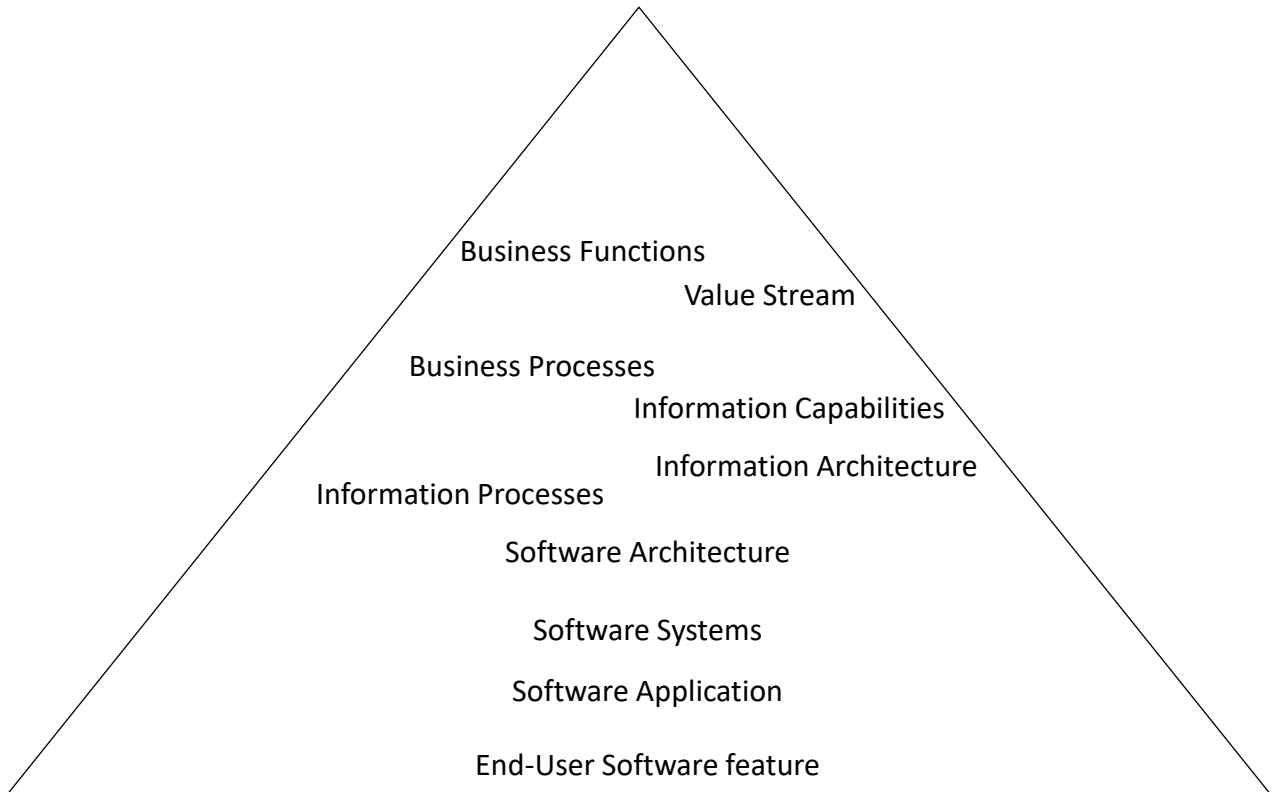 Business Functions
Value Stream
Business Processes
Information Capabilities
Information Architecture
Information Processes
Software Architecture
Software Systems
Software Application
End-User Software feature